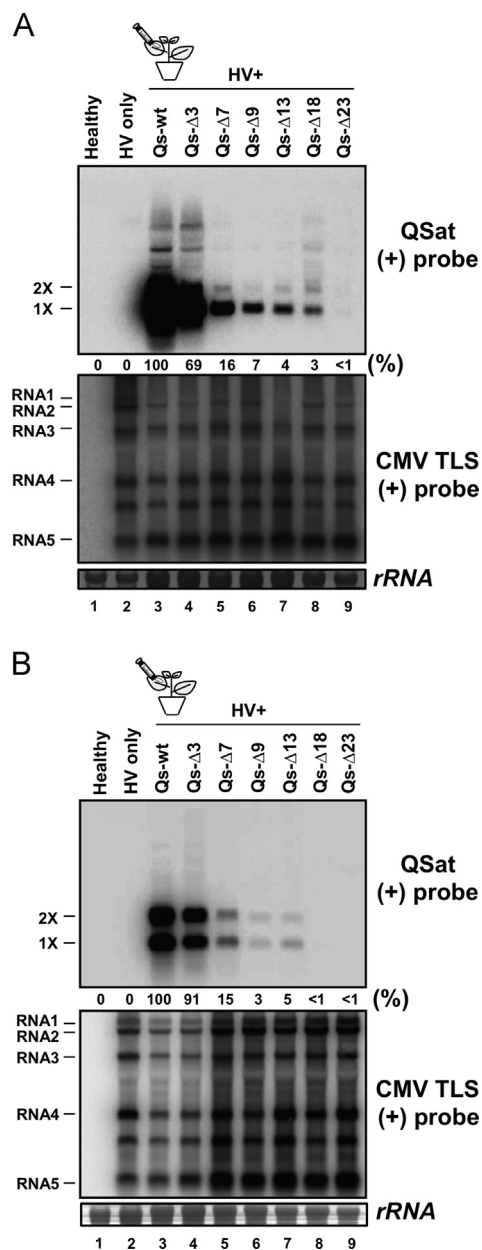 A
HV+
Healthy
HV only
Qs-wt
Qs-Δ3
Qs-Δ7
Qs-Δ9
Qs-Δ13
Qs-Δ18
Qs-Δ23
QSat
(+) probe
2X
1X
0 0 100 69 16 7 4 3 <1 (%)
RNA1
RNA2
RNA3
RNA4
RNA5
CMV TLS
(+) probe
rRNA
1 2 3 4 5 6 7 8 9
B
HV+
Healthy
HV only
Qs-wt
Qs-Δ3
Qs-Δ7
Qs-Δ9
Qs-Δ13
Qs-Δ18
Qs-Δ23
QSat
(+) probe
2X
1X
0 0 100 91 15 3 5 <1 <1 (%)
RNA1
RNA2
RNA3
RNA4
RNA5
CMV TLS
(+) probe
rRNA
1 2 3 4 5 6 7 8 9